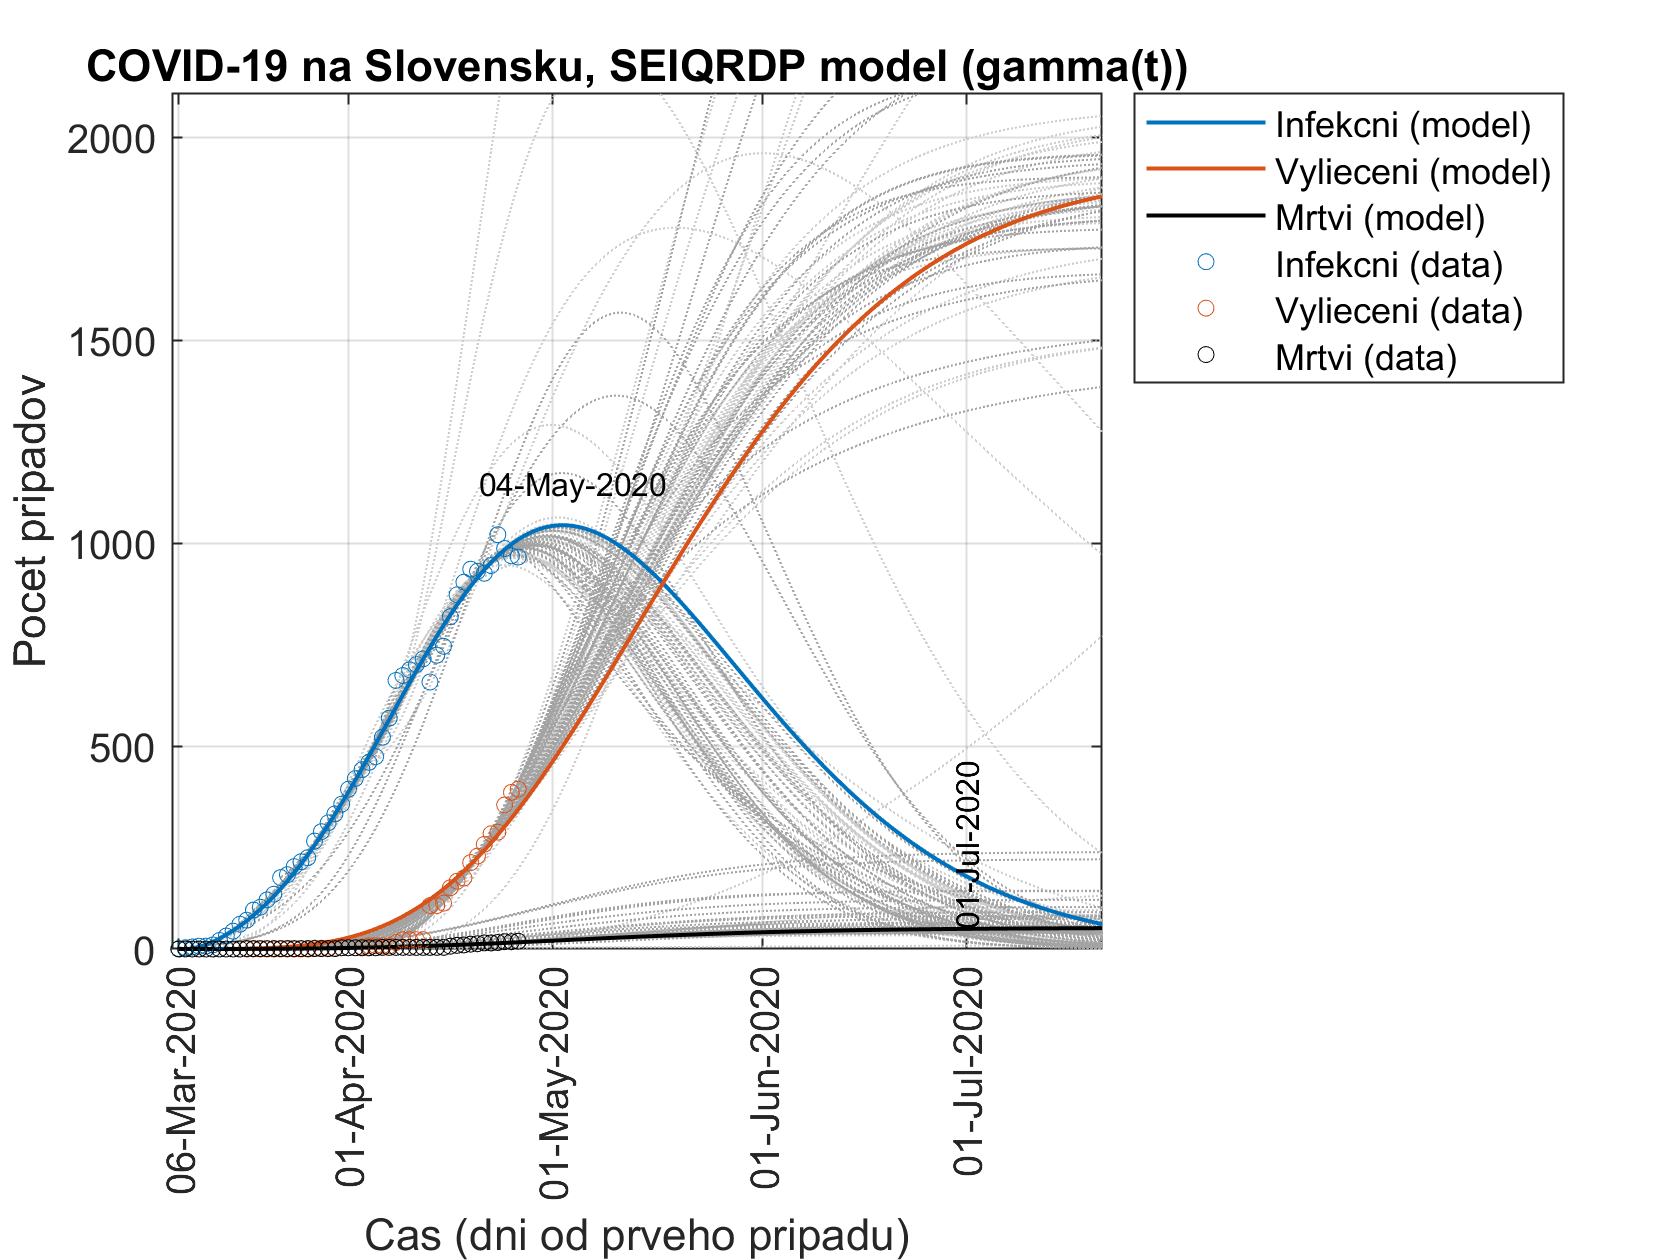 COVID-19 na Slovensku, SEIQRDP model (gamma(t))
Infekcni (model)
Vylieceni (model)
Mrtvi (model)
Infekcni (data)
Vylieceni (data)
Mrtvi (data)
Pocet pripadov
2000
1500
1000
500
0
04-May-2020
01-Jul-2020
06-Mar-2020
01-Apr-2020
01-May-2020
01-Jun-2020
01-Jul-2020
Cas (dni od prveho pripadu)